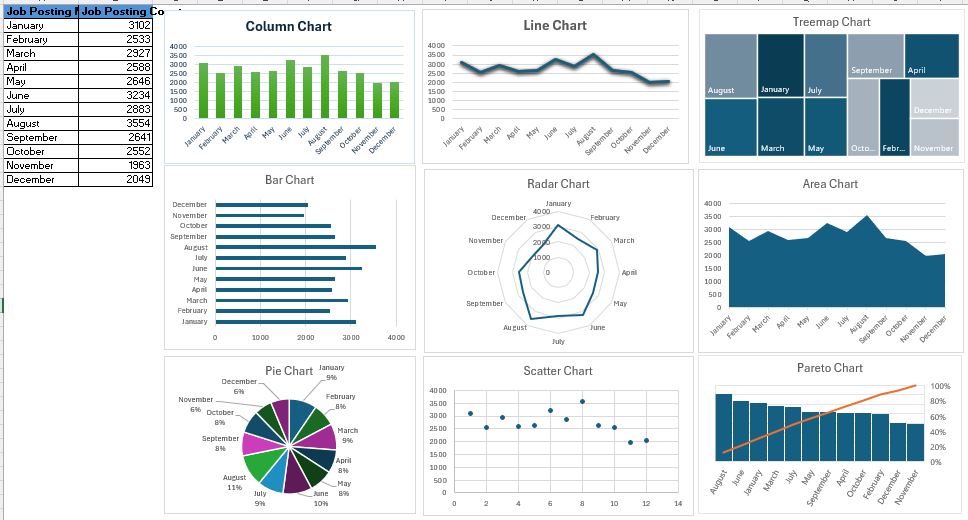 Job Posting Job Posting Co
January 3102
February 2533
March 2927
April 2588
May 2646
June 3234
July 2883
August 3554
September 2641
October 2552
November 1963
December 2049
Column Chart
4000
3500
3000
2500
2000
1500
1000
500
0
January February March April May June July August September October November December
Line Chart
4000
3500
3000
2500
2000
1500
1000
500
0
January February March April May June July August September October November December
Treemap Chart
August
June
January
March
July
May
September
Octo...
Febr...
April
December
November
Bar Chart
December
November
October
September
August
July
June
May
April
March
February
January
0 1000 2000 3000 4000
Radar Chart
January
February
March
April
May
June
July
August
September
October
November
December
4000
3000
2000
1000
0
Area Chart
4000
3500
3000
2500
2000
1500
1000
500
0
January February March April May June July August September October November December
Pie Chart
January
9%
February
8%
March
9%
April
8%
May
8%
June
10%
July
9%
August
11%
September
8%
October
8%
November
6%
December
6%
Scatter Chart
4000
3500
3000
2500
2000
1500
1000
500
0
0 2 4 6 8 10 12 14
Pareto Chart
100%
80%
60%
40%
20%
0%
August June January March July May September April October February December November